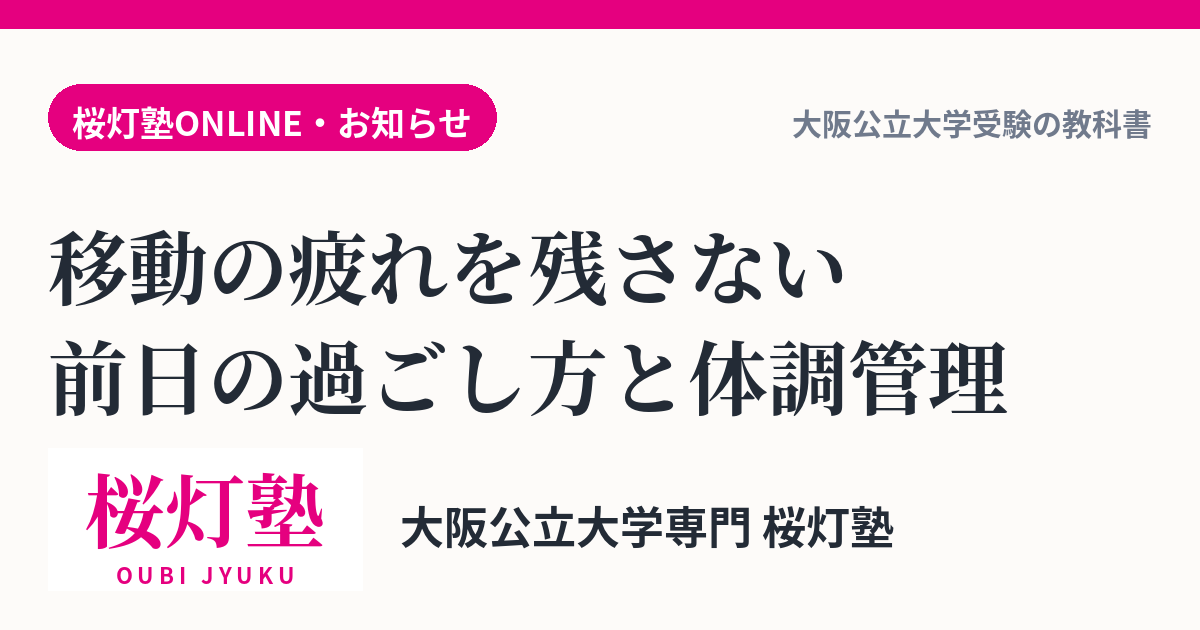 桜灯塾ONLINE・お知らせ
大阪公立大学受験の教科書
移動の疲れを残さない
前日の過ごし方と体調管理
桜灯塾
OUBI JYUKU
大阪公立大学専門 桜灯塾